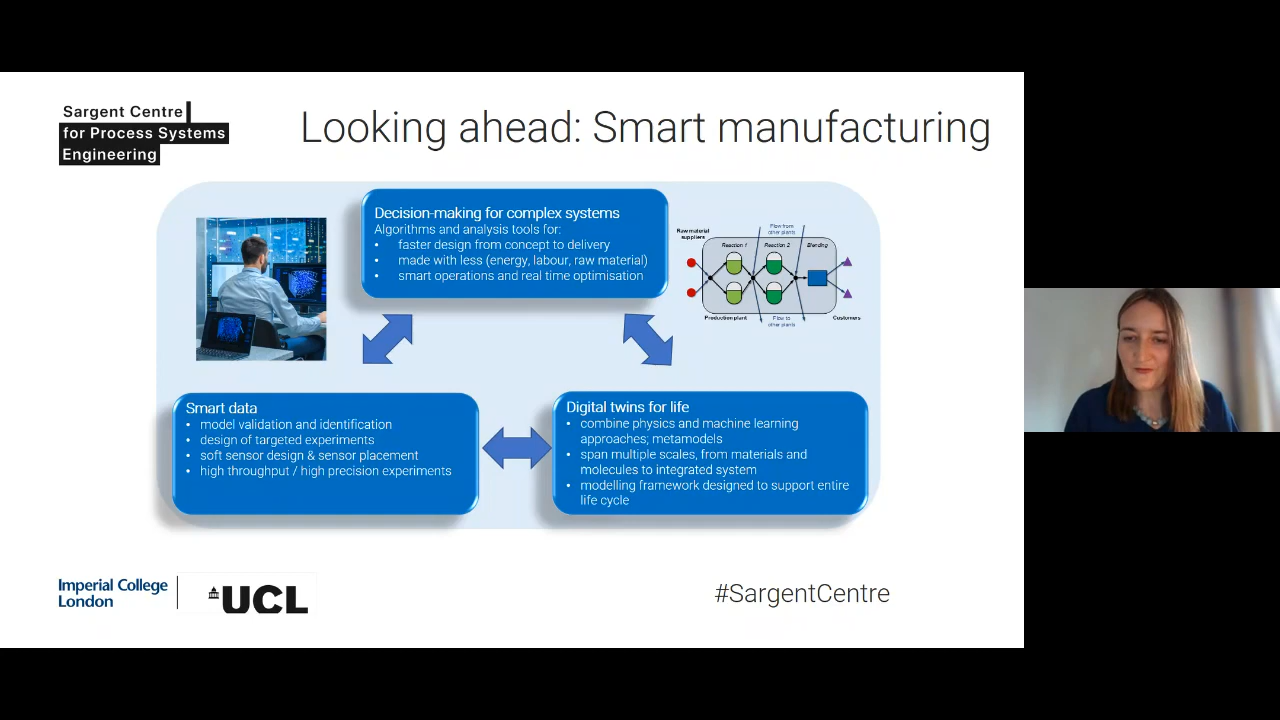 Sargent Centre
for Process Systems
Engineering
Looking ahead: Smart manufacturing
Decision-making for complex systems
Algorithms and analysis tools for:
• faster design from concept to delivery
• made with less (energy, labour, raw material)
• smart operations and real time optimisation
Raw material
suppliers
Flow from
other plants
Reaction 1
Reaction 2
Blending
Production plant
Flow to
other plants
Customers
Smart data
• model validation and identification
• design of targeted experiments
• soft sensor design & sensor placement
• high throughput / high precision experiments
Digital twins for life
• combine physics and machine learning
approaches; metamodels
• span multiple scales, from materials and
molecules to integrated system
• modelling framework designed to support entire
life cycle
Imperial College
London
UCL
#SargentCentre